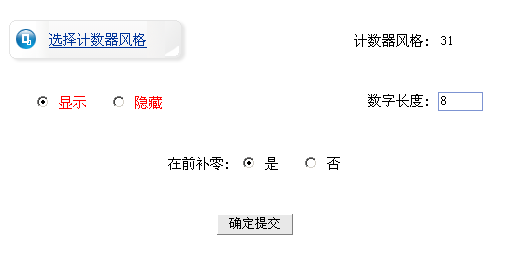 选择计数器风格 计数器风格: 31
显示 隐藏 数字长度: 8
在前补零: 是 否
确定提交